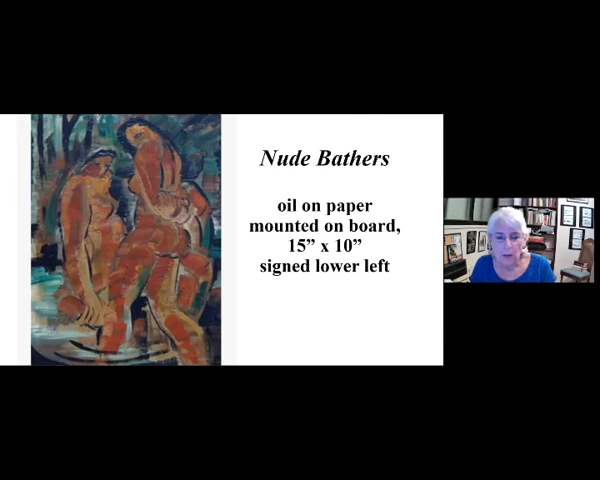 Nude Bathers
oil on paper
mounted on board,
15” x 10”
signed lower left